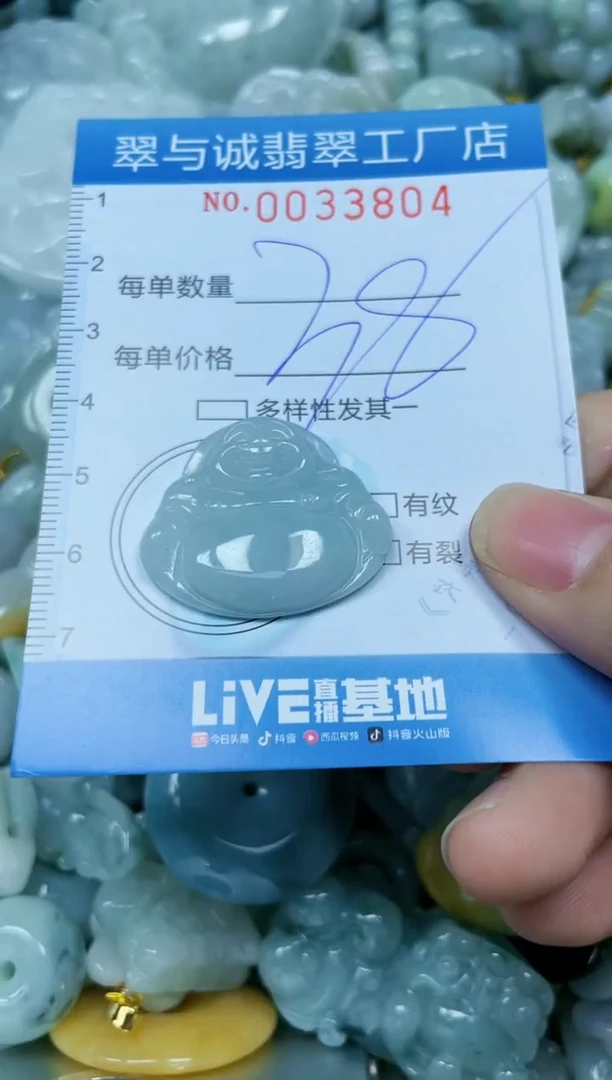 翠与诚翡翠工厂店
NO.0033804
1
2
每单数量
3
每单价格
38
4
多样性发其一
5
有纹
6
有裂
7
LiVE直播基地
今日头条 抖音 西瓜视频 抖音火山版